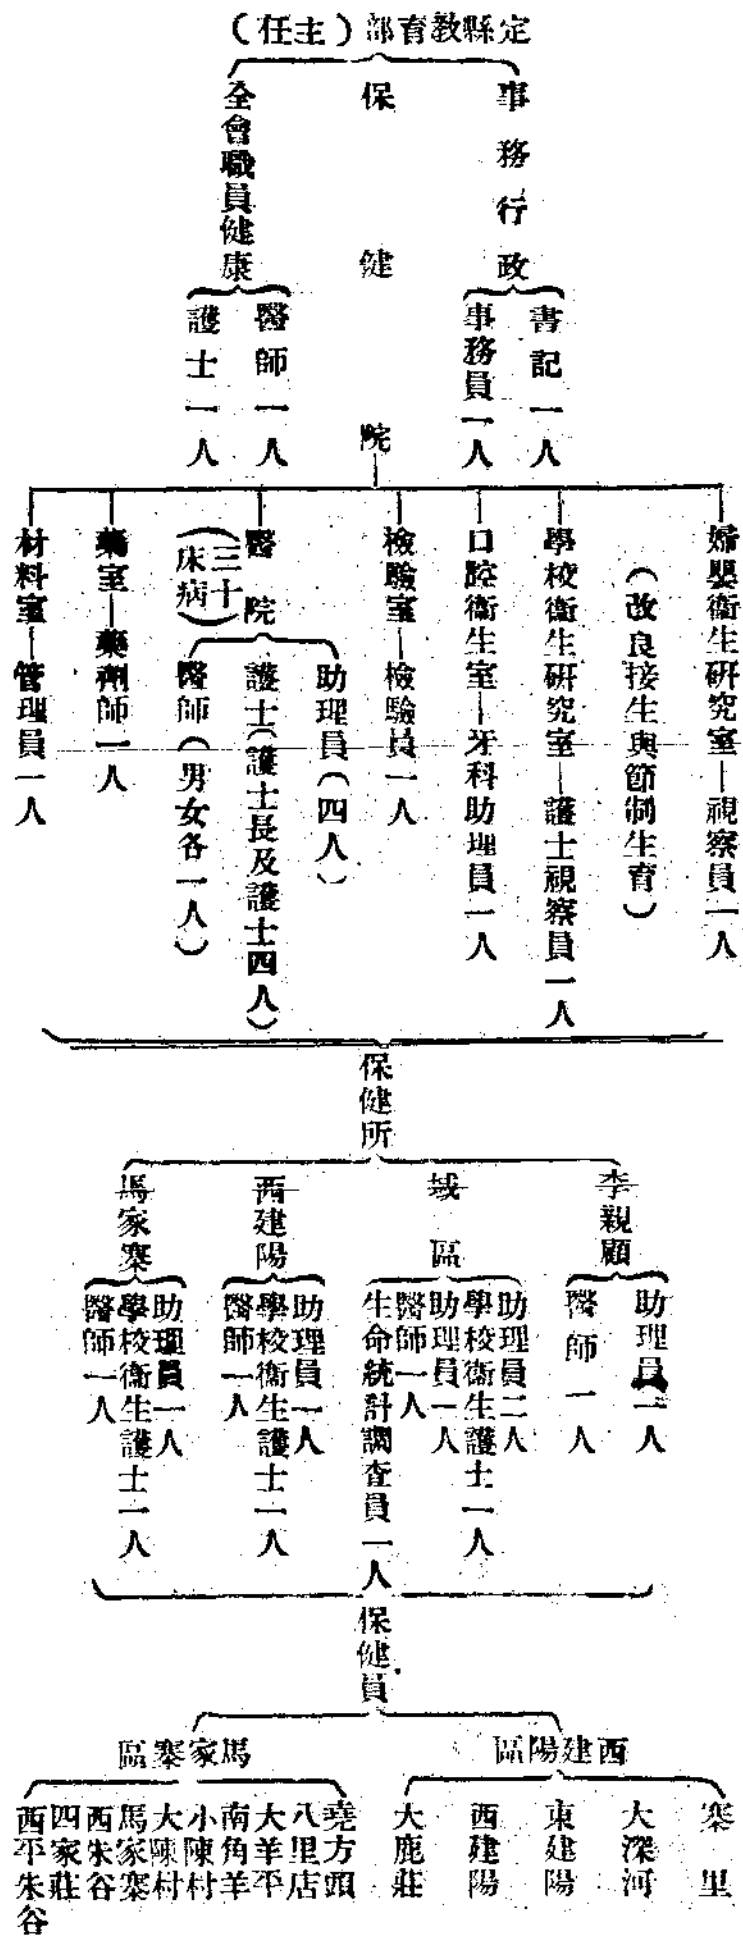 定縣教育部（主任）
事務行政
書記一人
事務員一人
保健院
全會職員健康
醫師一人
護士一人
婦嬰衞生研究室—視察員一人
（改良接生與節制生育）
學校衞生研究室—護士視察員一人
口腔衞生室—牙科助理員一人
檢驗室—檢驗員一人
醫院
（三十病床）
助理員（四人）
護士（護士長及護士四人）
醫師（男女各一人）
藥室—藥劑師一人
材料室—管理員一人
保健所
李親顧
助理員一人
醫師一人
城區
助理員二人
學校衞生護士一人
助理員一人
醫師一人
生命統計調查員一人
西建陽
助理員一人
學校衞生護士一人
醫師一人
馬家寨
助理員一人
學校衞生護士一人
醫師一人
保健員
西建陽區
寨里
大深河
東建陽
西建陽
大鹿莊
馬家寨區
堯方頭
八里店
大羊平
南角羊
小陳村
大陳村
馬家寨
西朱谷
四家莊
西平朱谷